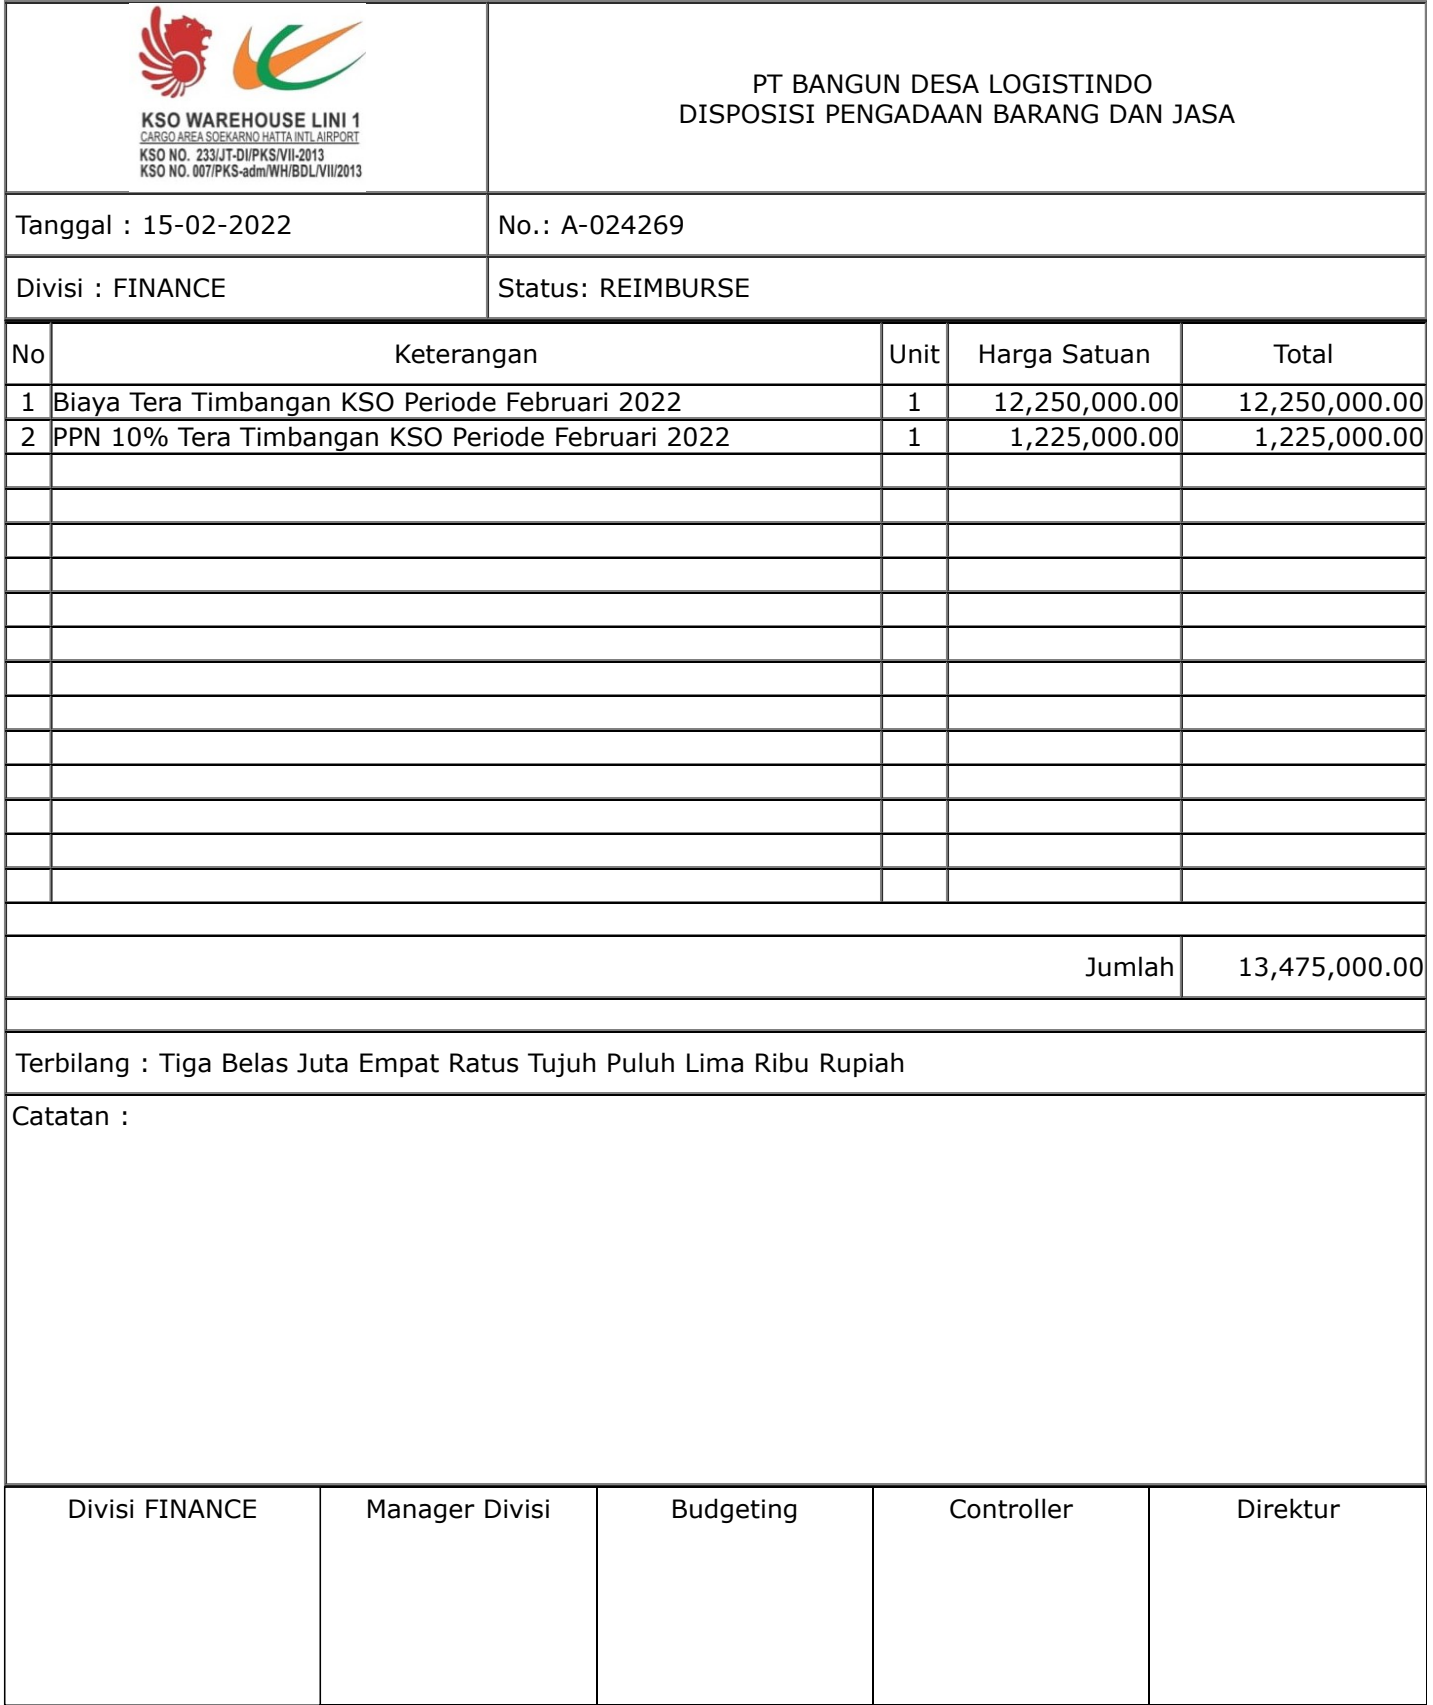 KSO WAREHOUSE LINI 1
CARGO AREA SOEKARNO HATTA INTL AIRPORT
KSO NO. 233/JT-DI/PKS/VII-2013
KSO NO. 007/PKS-adm/WH/BDL/VII/2013
PT BANGUN DESA LOGISTINDO
DISPOSISI PENGADAAN BARANG DAN JASA
Tanggal : 15-02-2022 No.: A-024269
Divisi : FINANCE Status: REIMBURSE
No Keterangan Unit Harga Satuan Total
1 Biaya Tera Timbangan KSO Periode Februari 2022 1 12,250,000.00 12,250,000.00
2 PPN 10% Tera Timbangan KSO Periode Februari 2022 1 1,225,000.00 1,225,000.00
Jumlah 13,475,000.00
Terbilang : Tiga Belas Juta Empat Ratus Tujuh Puluh Lima Ribu Rupiah
Catatan :
Divisi FINANCE Manager Divisi Budgeting Controller Direktur